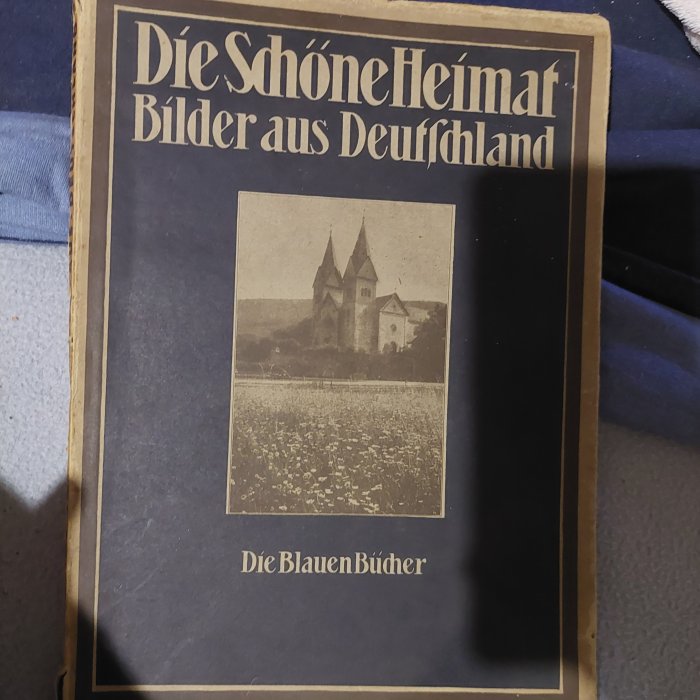 Die Schöne Heimat
Bilder aus Deutſchland
Die Blauen Bücher